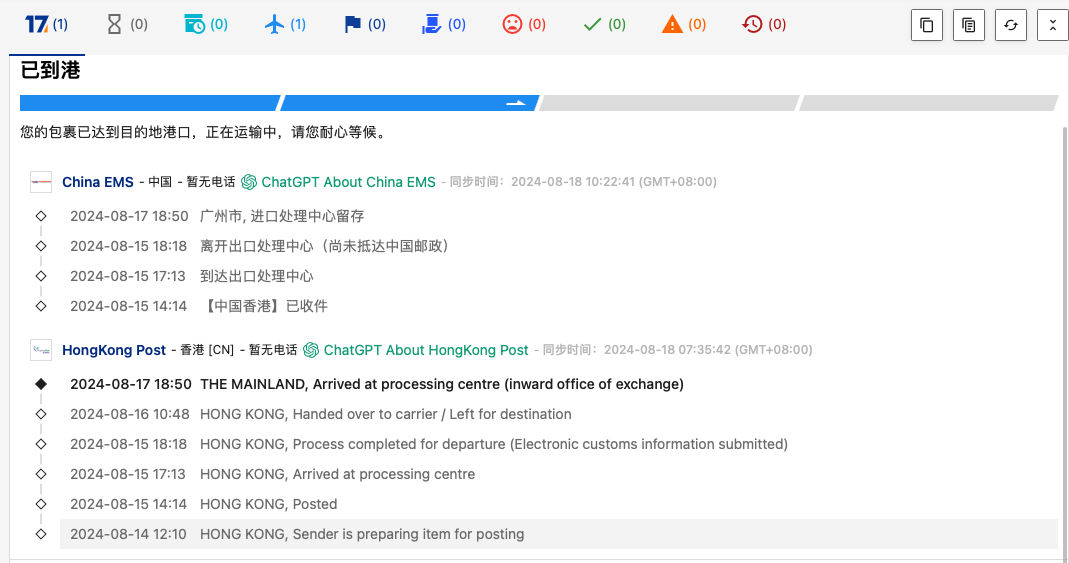 17 (1) (0) (0) (1) (0) (0) (0) (0) (0) (0)
已到港
您的包裹已达到目的地港口，正在运输中，请您耐心等候。
China EMS - 中国 - 暂无电话 ChatGPT About China EMS - 同步时间：2024-08-18 10:22:41 (GMT+08:00)
2024-08-17 18:50 广州市, 进口处理中心留存
2024-08-15 18:18 离开出口处理中心（尚未抵达中国邮政）
2024-08-15 17:13 到达出口处理中心
2024-08-15 14:14 【中国香港】已收件
HongKong Post - 香港 [CN] - 暂无电话 ChatGPT About HongKong Post - 同步时间：2024-08-18 07:35:42 (GMT+08:00)
2024-08-17 18:50 THE MAINLAND, Arrived at processing centre (inward office of exchange)
2024-08-16 10:48 HONG KONG, Handed over to carrier / Left for destination
2024-08-15 18:18 HONG KONG, Process completed for departure (Electronic customs information submitted)
2024-08-15 17:13 HONG KONG, Arrived at processing centre
2024-08-15 14:14 HONG KONG, Posted
2024-08-14 12:10 HONG KONG, Sender is preparing item for posting